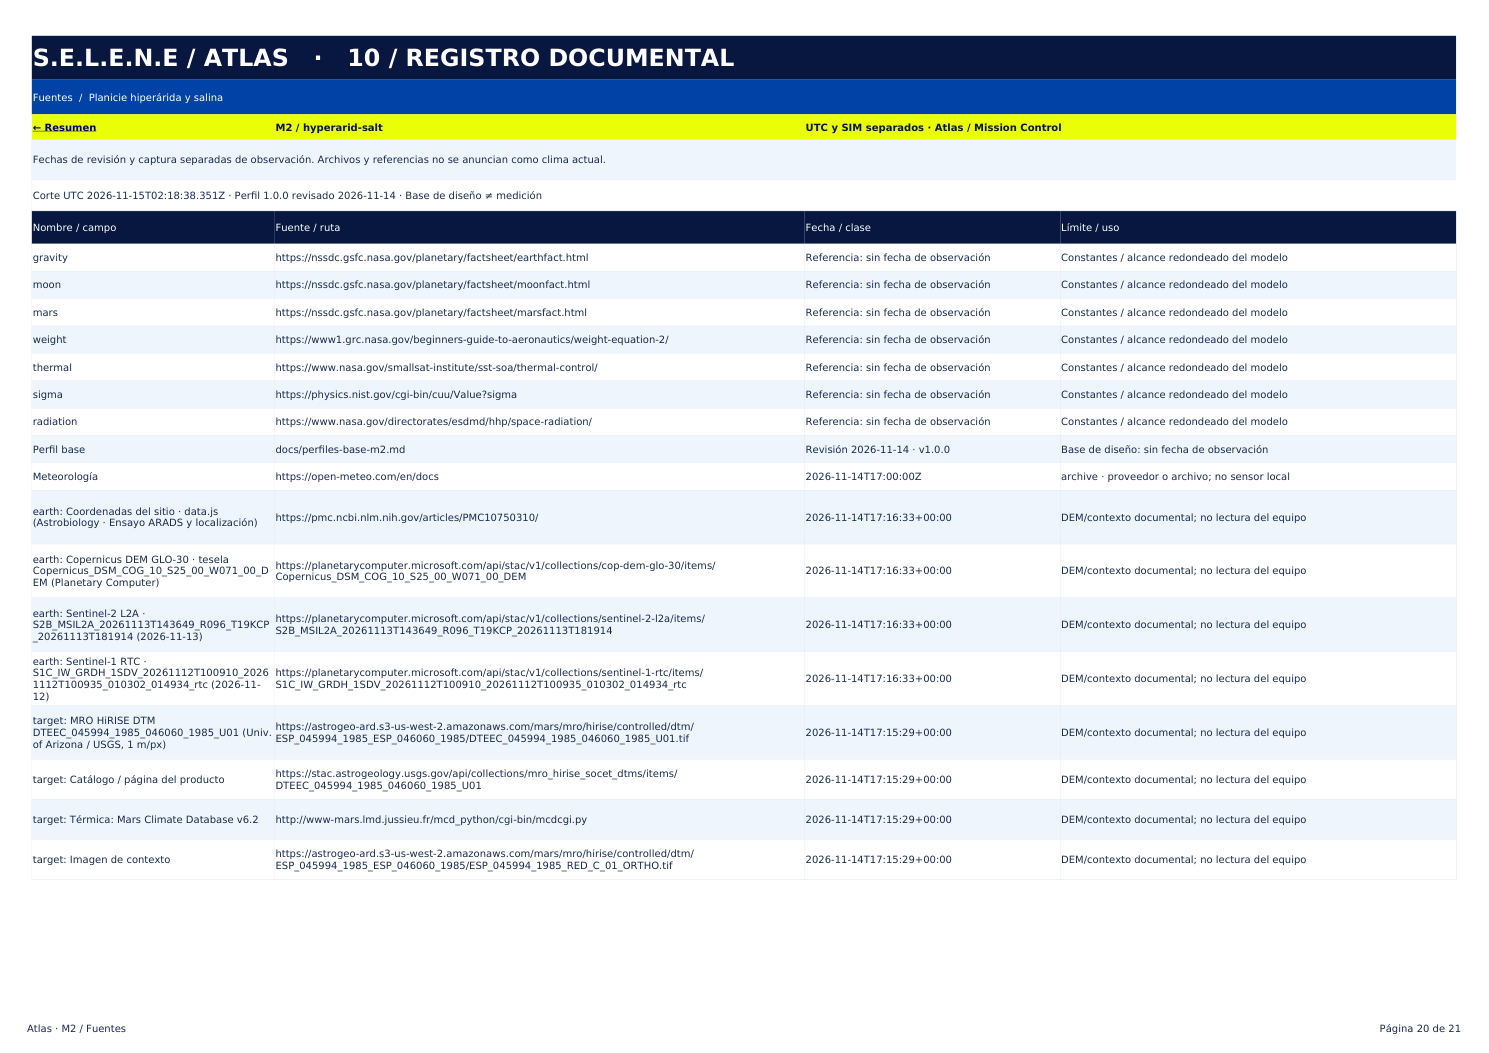 S.E.L.E.N.E / ATLAS · 10 / REGISTRO DOCUMENTAL
Fuentes / Planicie hiperárida y salina
← Resumen M2 / hyperarid-salt UTC y SIM separados · Atlas / Mission Control
Fechas de revisión y captura separadas de observación. Archivos y referencias no se anuncian como clima actual.
Corte UTC 2026-11-15T02:18:38.351Z · Perfil 1.0.0 revisado 2026-11-14 · Base de diseño ≠ medición
Nombre / campo Fuente / ruta Fecha / clase Límite / uso
gravity https://nssdc.gsfc.nasa.gov/planetary/factsheet/earthfact.html Referencia: sin fecha de observación Constantes / alcance redondeado del modelo
moon https://nssdc.gsfc.nasa.gov/planetary/factsheet/moonfact.html Referencia: sin fecha de observación Constantes / alcance redondeado del modelo
mars https://nssdc.gsfc.nasa.gov/planetary/factsheet/marsfact.html Referencia: sin fecha de observación Constantes / alcance redondeado del modelo
weight https://www1.grc.nasa.gov/beginners-guide-to-aeronautics/weight-equation-2/ Referencia: sin fecha de observación Constantes / alcance redondeado del modelo
thermal https://www.nasa.gov/smallsat-institute/sst-soa/thermal-control/ Referencia: sin fecha de observación Constantes / alcance redondeado del modelo
sigma https://physics.nist.gov/cgi-bin/cuu/Value?sigma Referencia: sin fecha de observación Constantes / alcance redondeado del modelo
radiation https://www.nasa.gov/directorates/esdmd/hhp/space-radiation/ Referencia: sin fecha de observación Constantes / alcance redondeado del modelo
Perfil base docs/perfiles-base-m2.md Revisión 2026-11-14 · v1.0.0 Base de diseño: sin fecha de observación
Meteorología https://open-meteo.com/en/docs 2026-11-14T17:00:00Z archive · proveedor o archivo; no sensor local
earth: Coordenadas del sitio · data.js
(Astrobiology · Ensayo ARADS y localización)
https://pmc.ncbi.nlm.nih.gov/articles/PMC10750310/ 2026-11-14T17:16:33+00:00 DEM/contexto documental; no lectura del equipo
earth: Copernicus DEM GLO-30 · tesela
Copernicus_DSM_COG_10_S25_00_W071_00_D
EM (Planetary Computer)
https://planetarycomputer.microsoft.com/api/stac/v1/collections/cop-dem-glo-30/items/
Copernicus_DSM_COG_10_S25_00_W071_00_DEM
2026-11-14T17:16:33+00:00 DEM/contexto documental; no lectura del equipo
earth: Sentinel-2 L2A ·
S2B_MSIL2A_20261113T143649_R096_T19KCP
_20261113T181914 (2026-11-13)
https://planetarycomputer.microsoft.com/api/stac/v1/collections/sentinel-2-l2a/items/
S2B_MSIL2A_20261113T143649_R096_T19KCP_20261113T181914
2026-11-14T17:16:33+00:00 DEM/contexto documental; no lectura del equipo
earth: Sentinel-1 RTC ·
S1C_IW_GRDH_1SDV_20261112T100910_2026
1112T100935_010302_014934_rtc (2026-11-
12)
https://planetarycomputer.microsoft.com/api/stac/v1/collections/sentinel-1-rtc/items/
S1C_IW_GRDH_1SDV_20261112T100910_20261112T100935_010302_014934_rtc
2026-11-14T17:16:33+00:00 DEM/contexto documental; no lectura del equipo
target: MRO HiRISE DTM
DTEEC_045994_1985_046060_1985_U01 (Univ.
of Arizona / USGS, 1 m/px)
https://astrogeo-ard.s3-us-west-2.amazonaws.com/mars/mro/hirise/controlled/dtm/
ESP_045994_1985_ESP_046060_1985/DTEEC_045994_1985_046060_1985_U01.tif
2026-11-14T17:15:29+00:00 DEM/contexto documental; no lectura del equipo
target: Catálogo / página del producto
https://stac.astrogeology.usgs.gov/api/collections/mro_hirise_socet_dtms/items/
DTEEC_045994_1985_046060_1985_U01
2026-11-14T17:15:29+00:00 DEM/contexto documental; no lectura del equipo
target: Térmica: Mars Climate Database v6.2 http://www-mars.lmd.jussieu.fr/mcd_python/cgi-bin/mcdcgi.py 2026-11-14T17:15:29+00:00 DEM/contexto documental; no lectura del equipo
target: Imagen de contexto
https://astrogeo-ard.s3-us-west-2.amazonaws.com/mars/mro/hirise/controlled/dtm/
ESP_045994_1985_ESP_046060_1985/ESP_045994_1985_RED_C_01_ORTHO.tif
2026-11-14T17:15:29+00:00 DEM/contexto documental; no lectura del equipo
Atlas · M2 / Fuentes Página 20 de 21